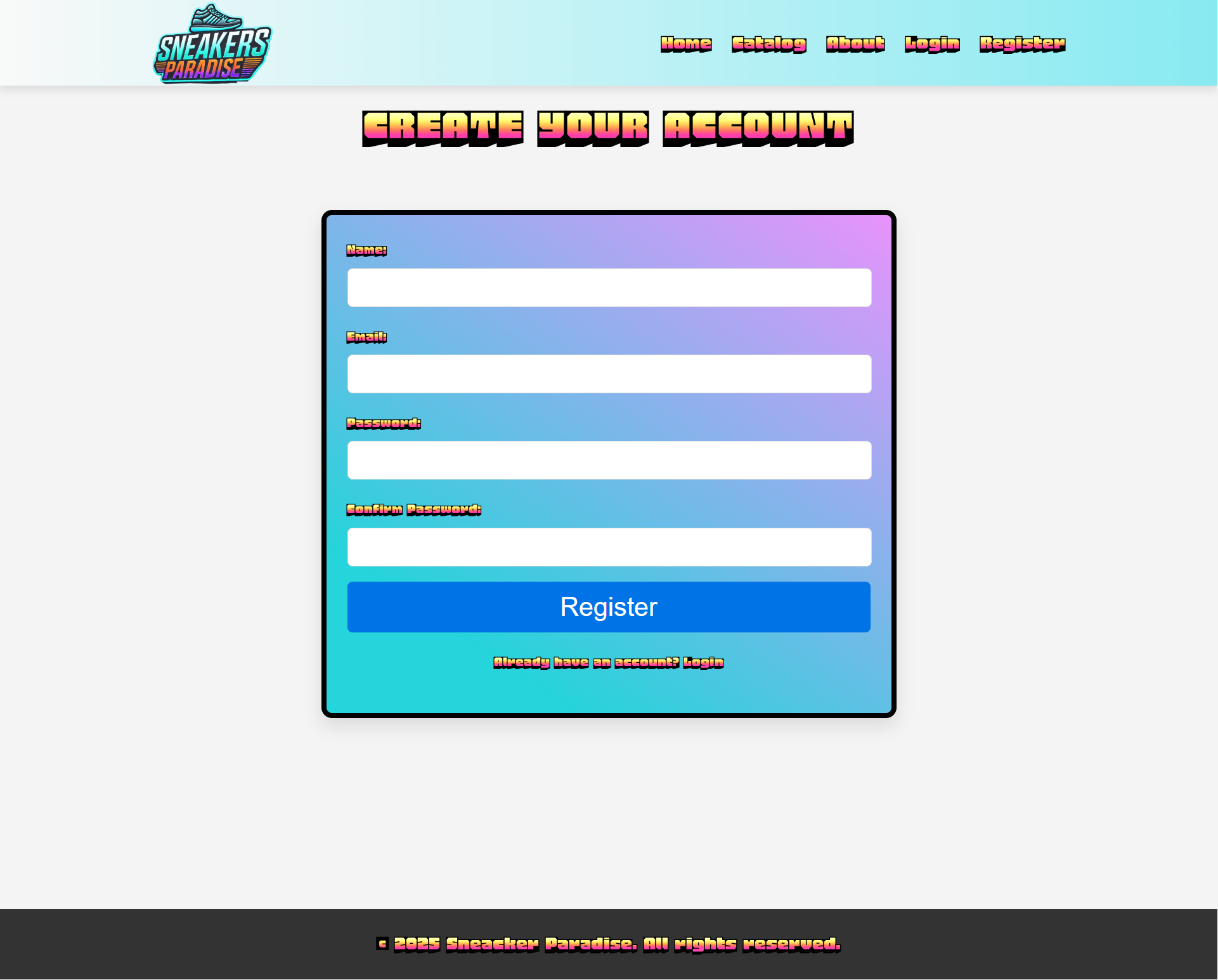 SNEAKERS
PARADISE
Home Catalog About Login Register
CREATE YOUR ACCOUNT
Name:
Email:
Password:
Confirm Password:
Register
Already have an account? Login
© 2025 Sneacker Paradise. All rights reserved.